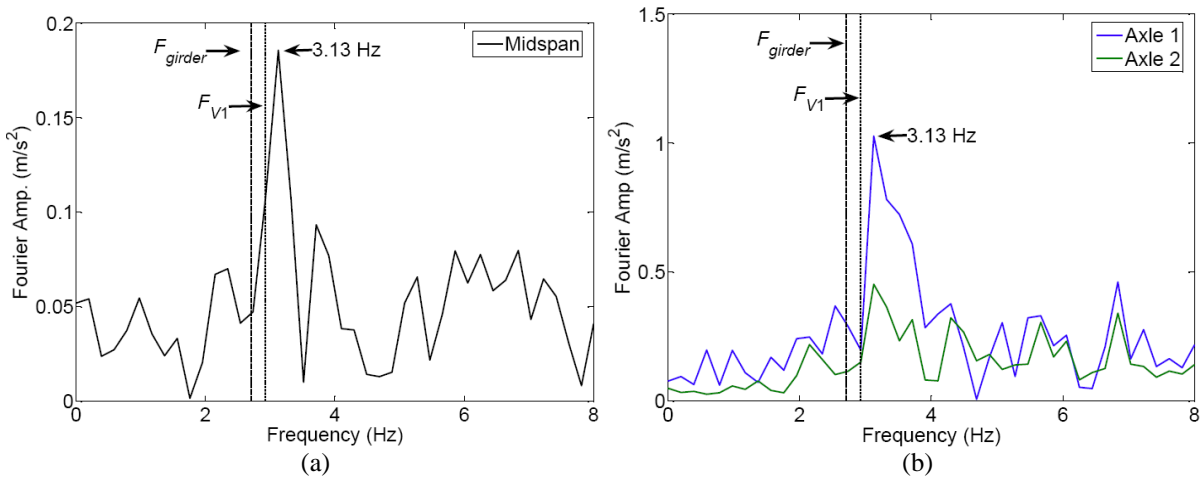 0.2
0.15
0.1
0.05
0
Fourier Amp. (m/s²)
F_girder
F_V1
3.13 Hz
Midspan
0 2 4 6 8
Frequency (Hz)
(a)
1.5
1
0.5
0
Fourier Amp (m/s²)
F_girder
F_V1
3.13 Hz
Axle 1
Axle 2
0 2 4 6 8
Frequency (Hz)
(b)